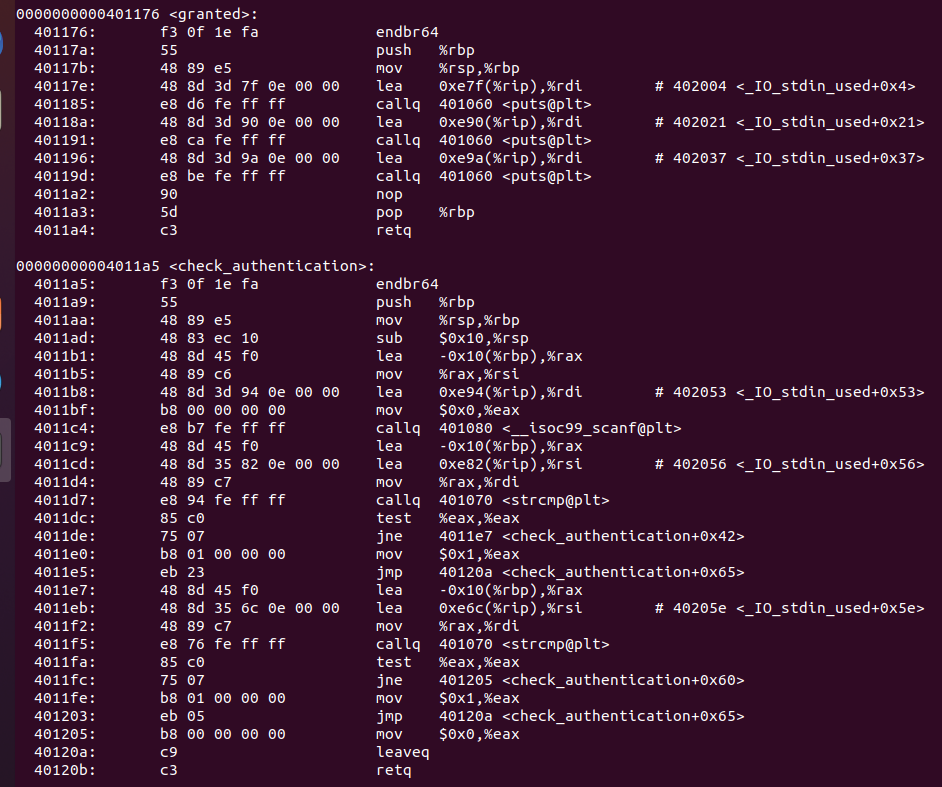 0000000000401176 <granted>:
401176: f3 0f 1e fa endbr64
40117a: 55 push %rbp
40117b: 48 89 e5 mov %rsp,%rbp
40117e: 48 8d 3d 7f 0e 00 00 lea 0xe7f(%rip),%rdi # 402004 <_IO_stdin_used+0x4>
401185: e8 d6 fe ff ff callq 401060 <puts@plt>
40118a: 48 8d 3d 90 0e 00 00 lea 0xe90(%rip),%rdi # 402021 <_IO_stdin_used+0x21>
401191: e8 ca fe ff ff callq 401060 <puts@plt>
401196: 48 8d 3d 9a 0e 00 00 lea 0xe9a(%rip),%rdi # 402037 <_IO_stdin_used+0x37>
40119d: e8 be fe ff ff callq 401060 <puts@plt>
4011a2: 90 nop
4011a3: 5d pop %rbp
4011a4: c3 retq
00000000004011a5 <check_authentication>:
4011a5: f3 0f 1e fa endbr64
4011a9: 55 push %rbp
4011aa: 48 89 e5 mov %rsp,%rbp
4011ad: 48 83 ec 10 sub $0x10,%rsp
4011b1: 48 8d 45 f0 lea -0x10(%rbp),%rax
4011b5: 48 89 c6 mov %rax,%rsi
4011b8: 48 8d 3d 94 0e 00 00 lea 0xe94(%rip),%rdi # 402053 <_IO_stdin_used+0x53>
4011bf: b8 00 00 00 00 mov $0x0,%eax
4011c4: e8 b7 fe ff ff callq 401080 <__isoc99_scanf@plt>
4011c9: 48 8d 45 f0 lea -0x10(%rbp),%rax
4011cd: 48 8d 35 82 0e 00 00 lea 0xe82(%rip),%rsi # 402056 <_IO_stdin_used+0x56>
4011d4: 48 89 c7 mov %rax,%rdi
4011d7: e8 94 fe ff ff callq 401070 <strcmp@plt>
4011dc: 85 c0 test %eax,%eax
4011de: 75 07 jne 4011e7 <check_authentication+0x42>
4011e0: b8 01 00 00 00 mov $0x1,%eax
4011e5: eb 23 jmp 40120a <check_authentication+0x65>
4011e7: 48 8d 45 f0 lea -0x10(%rbp),%rax
4011eb: 48 8d 35 6c 0e 00 00 lea 0xe6c(%rip),%rsi # 40205e <_IO_stdin_used+0x5e>
4011f2: 48 89 c7 mov %rax,%rdi
4011f5: e8 76 fe ff ff callq 401070 <strcmp@plt>
4011fa: 85 c0 test %eax,%eax
4011fc: 75 07 jne 401205 <check_authentication+0x60>
4011fe: b8 01 00 00 00 mov $0x1,%eax
401203: eb 05 jmp 40120a <check_authentication+0x65>
401205: b8 00 00 00 00 mov $0x0,%eax
40120a: c9 leaveq
40120b: c3 retq